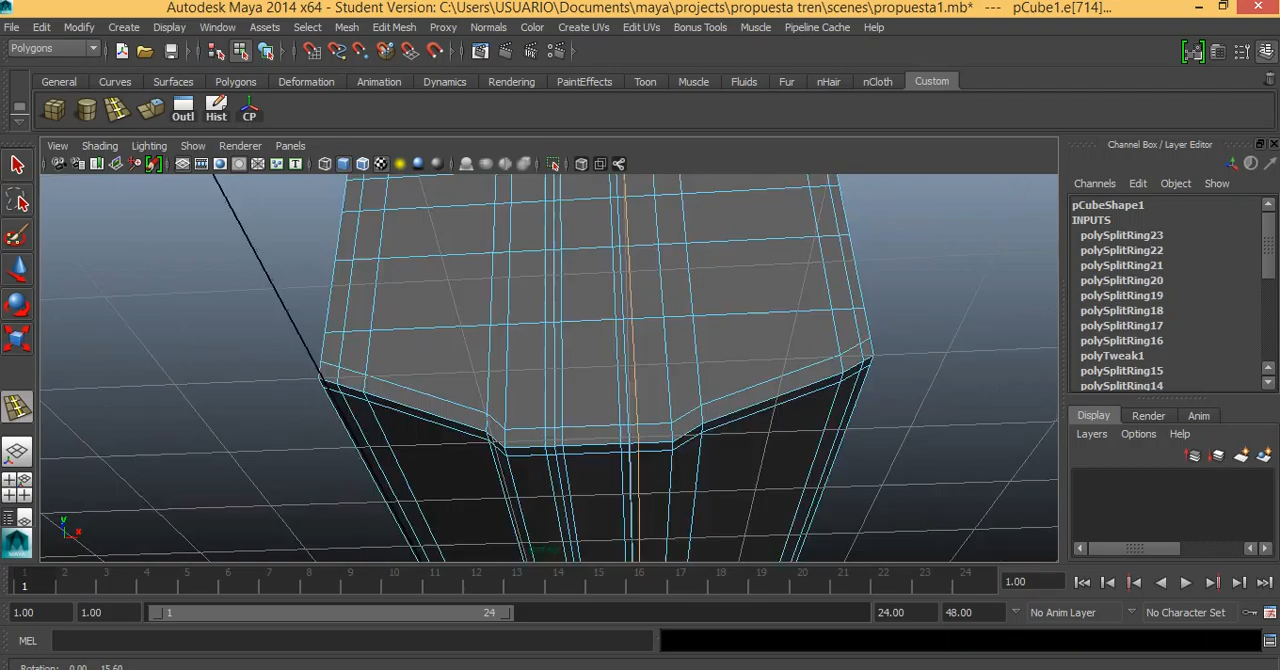 Autodesk Maya 2014 x64 - Student Version: C:\Users\USUARIO\Documents\maya\projects\propuesta tren\scenes\propuesta1.mb* --- pCube1.e[714]...
File Edit Modify Create Display Window Assets Select Mesh Edit Mesh Proxy Normals Color Create UVs Edit UVs Bonus Tools Muscle Pipeline Cache Help
Polygons
General Curves Surfaces Polygons Deformation Animation Dynamics Rendering PaintEffects Toon Muscle Fluids Fur nHair nCloth Custom
Outl Hist CP
View Shading Lighting Show Renderer Panels
Channel Box / Layer Editor
Channels Edit Object Show
pCubeShape1
INPUTS
polySplitRing23
polySplitRing22
polySplitRing21
polySplitRing20
polySplitRing19
polySplitRing18
polySplitRing17
polySplitRing16
polyTweak1
polySplitRing15
polySplitRing14
Display Render Anim
Layers Options Help
y
x
MAYA
1 2 3 4 5 6 7 8 9 10 11 12 13 14 15 16 17 18 19 20 21 22 23 24
1
1.00
1.00 1.00 1 24 24.00 48.00 No Anim Layer No Character Set
MEL
Rotation: 0.00 15.60